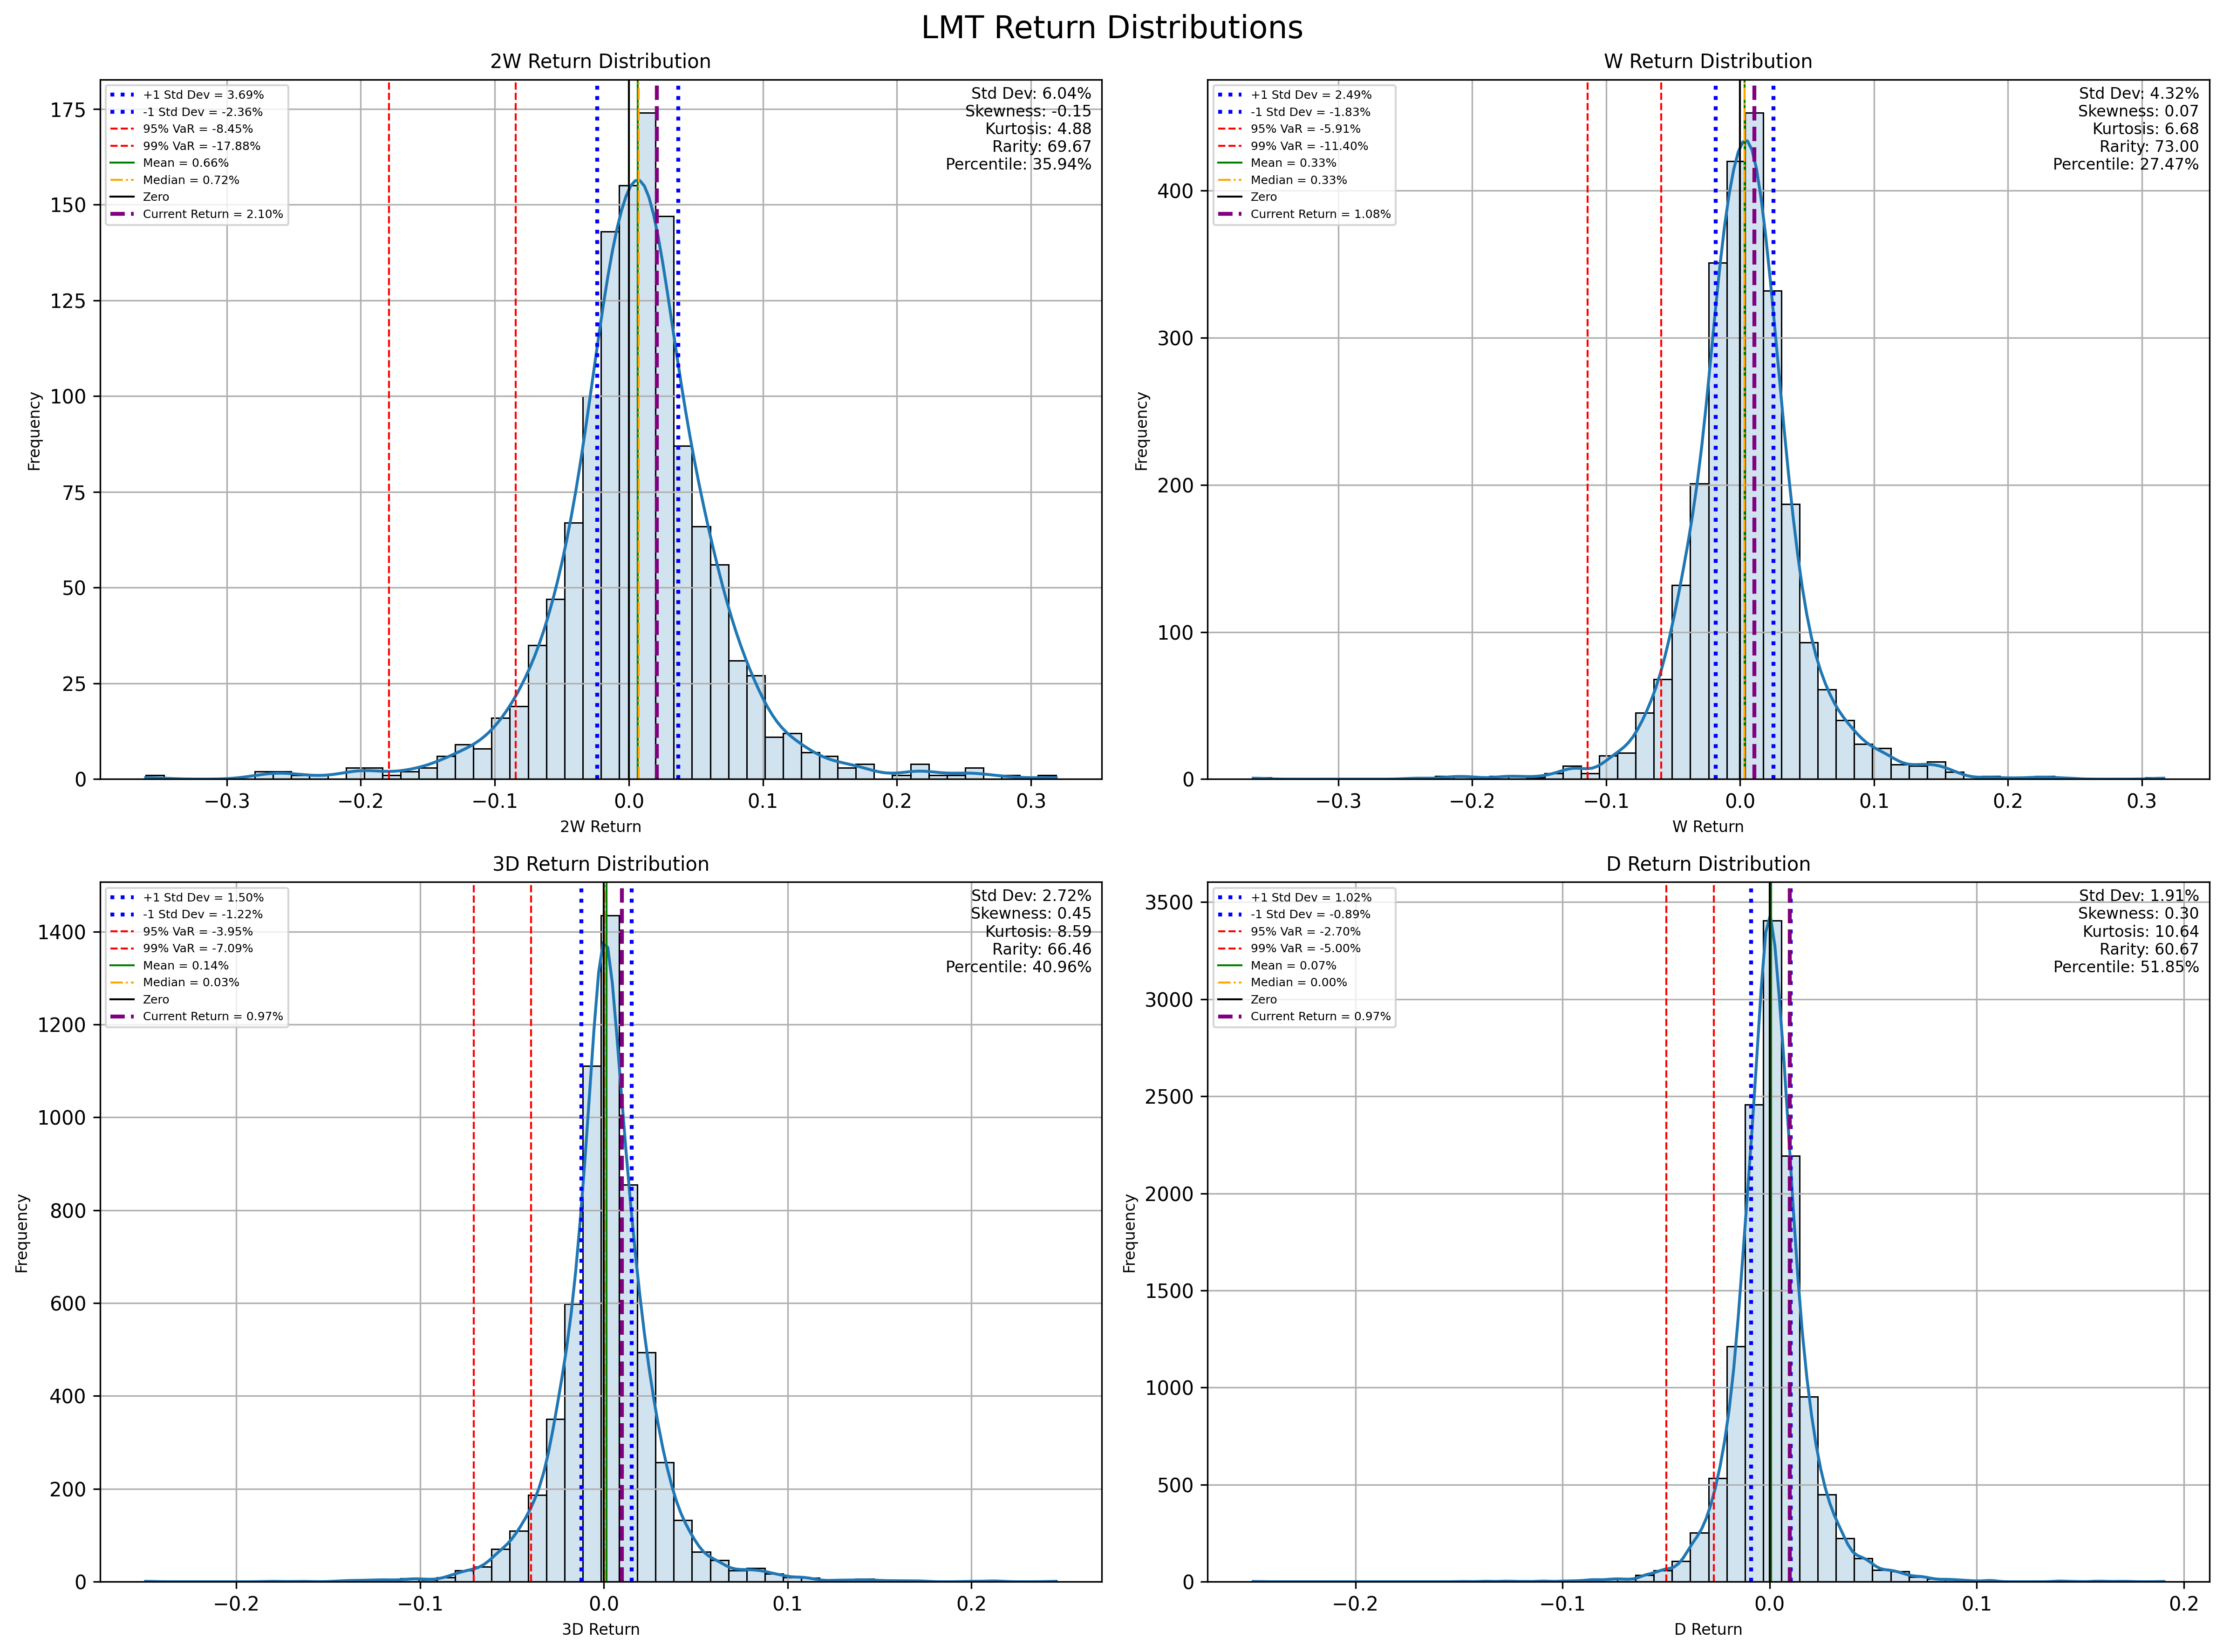 LMT Return Distributions
2W Return Distribution
+1 Std Dev = 3.69%
-1 Std Dev = -2.36%
95% VaR = -8.45%
99% VaR = -17.88%
Mean = 0.66%
Median = 0.72%
Zero
Current Return = 2.10%
Std Dev: 6.04%
Skewness: -0.15
Kurtosis: 4.88
Rarity: 69.67
Percentile: 35.94%
Frequency
175
150
125
100
75
50
25
0
−0.3 −0.2 −0.1 0.0 0.1 0.2 0.3
2W Return
W Return Distribution
+1 Std Dev = 2.49%
-1 Std Dev = -1.83%
95% VaR = -5.91%
99% VaR = -11.40%
Mean = 0.33%
Median = 0.33%
Zero
Current Return = 1.08%
Std Dev: 4.32%
Skewness: 0.07
Kurtosis: 6.68
Rarity: 73.00
Percentile: 27.47%
Frequency
400
300
200
100
0
−0.3 −0.2 −0.1 0.0 0.1 0.2 0.3
W Return
3D Return Distribution
+1 Std Dev = 1.50%
-1 Std Dev = -1.22%
95% VaR = -3.95%
99% VaR = -7.09%
Mean = 0.14%
Median = 0.03%
Zero
Current Return = 0.97%
Std Dev: 2.72%
Skewness: 0.45
Kurtosis: 8.59
Rarity: 66.46
Percentile: 40.96%
Frequency
1400
1200
1000
800
600
400
200
0
−0.2 −0.1 0.0 0.1 0.2
3D Return
D Return Distribution
+1 Std Dev = 1.02%
-1 Std Dev = -0.89%
95% VaR = -2.70%
99% VaR = -5.00%
Mean = 0.07%
Median = 0.00%
Zero
Current Return = 0.97%
Std Dev: 1.91%
Skewness: 0.30
Kurtosis: 10.64
Rarity: 60.67
Percentile: 51.85%
Frequency
3500
3000
2500
2000
1500
1000
500
0
−0.2 −0.1 0.0 0.1 0.2
D Return